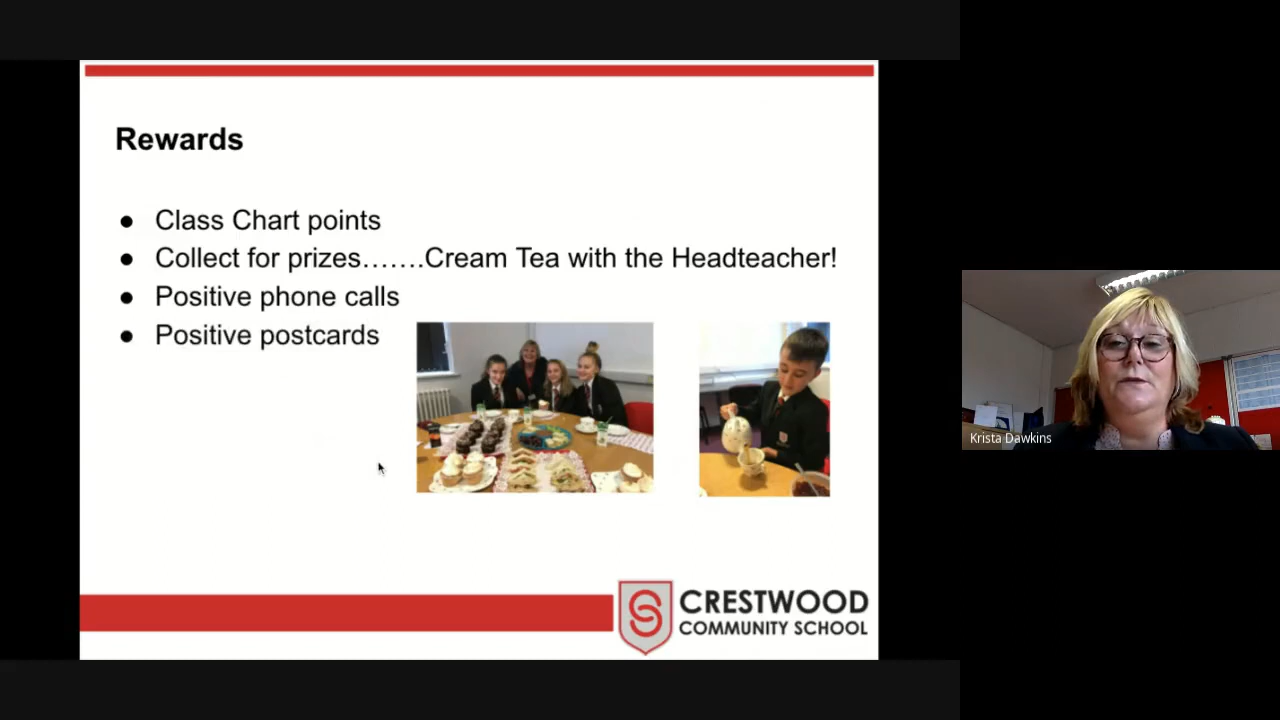 Rewards
● Class Chart points
● Collect for prizes…….Cream Tea with the Headteacher!
● Positive phone calls
● Positive postcards
CRESTWOOD
COMMUNITY SCHOOL
Krista Dawkins